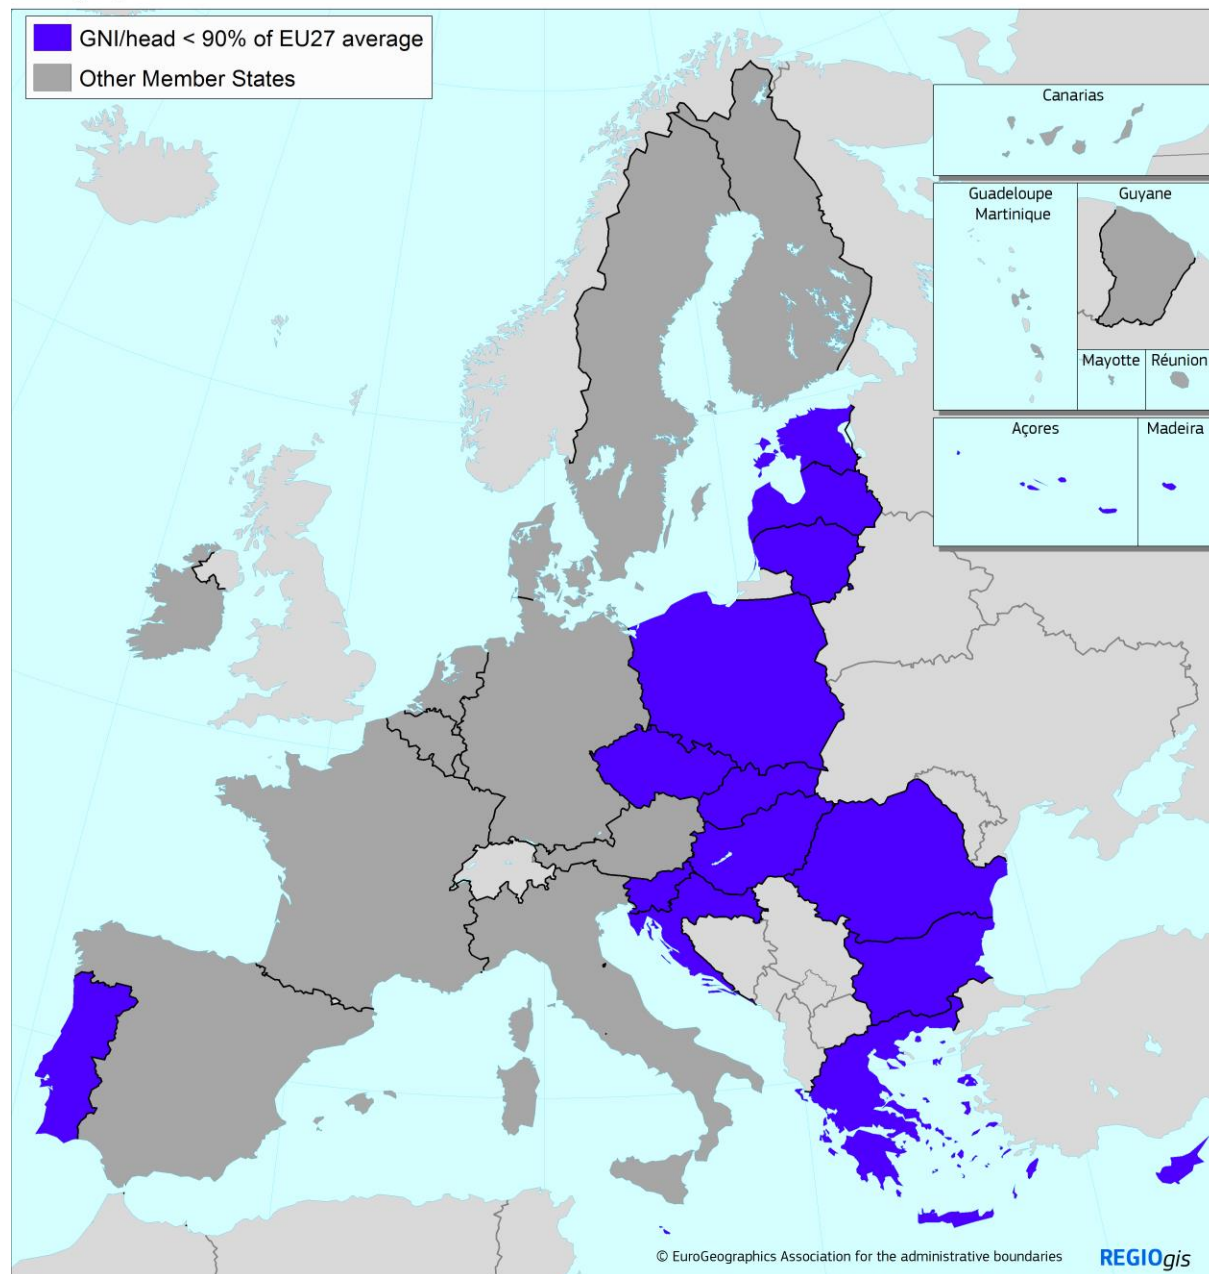 GNI/head < 90% of EU27 average
Other Member States
Canarias
Guadeloupe
Martinique
Guyane
Mayotte
Réunion
Açores
Madeira
© EuroGeographics Association for the administrative boundaries
REGIOgis